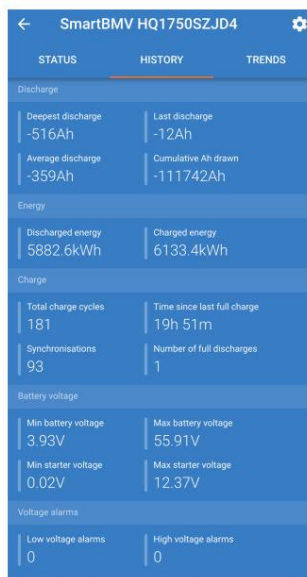 SmartBMV HQ1750SZJD4
STATUS HISTORY TRENDS
Discharge
Deepest discharge Last discharge
-516Ah -12Ah
Average discharge Cumulative Ah drawn
-359Ah -111742Ah
Energy
Discharged energy Charged energy
5882.6kWh 6133.4kWh
Charge
Total charge cycles Time since last full charge
181 19h 51m
Synchronisations Number of full discharges
93 1
Battery voltage
Min battery voltage Max battery voltage
3.93V 55.91V
Min starter voltage Max starter voltage
0.02V 12.37V
Voltage alarms
Low voltage alarms High voltage alarms
0 0